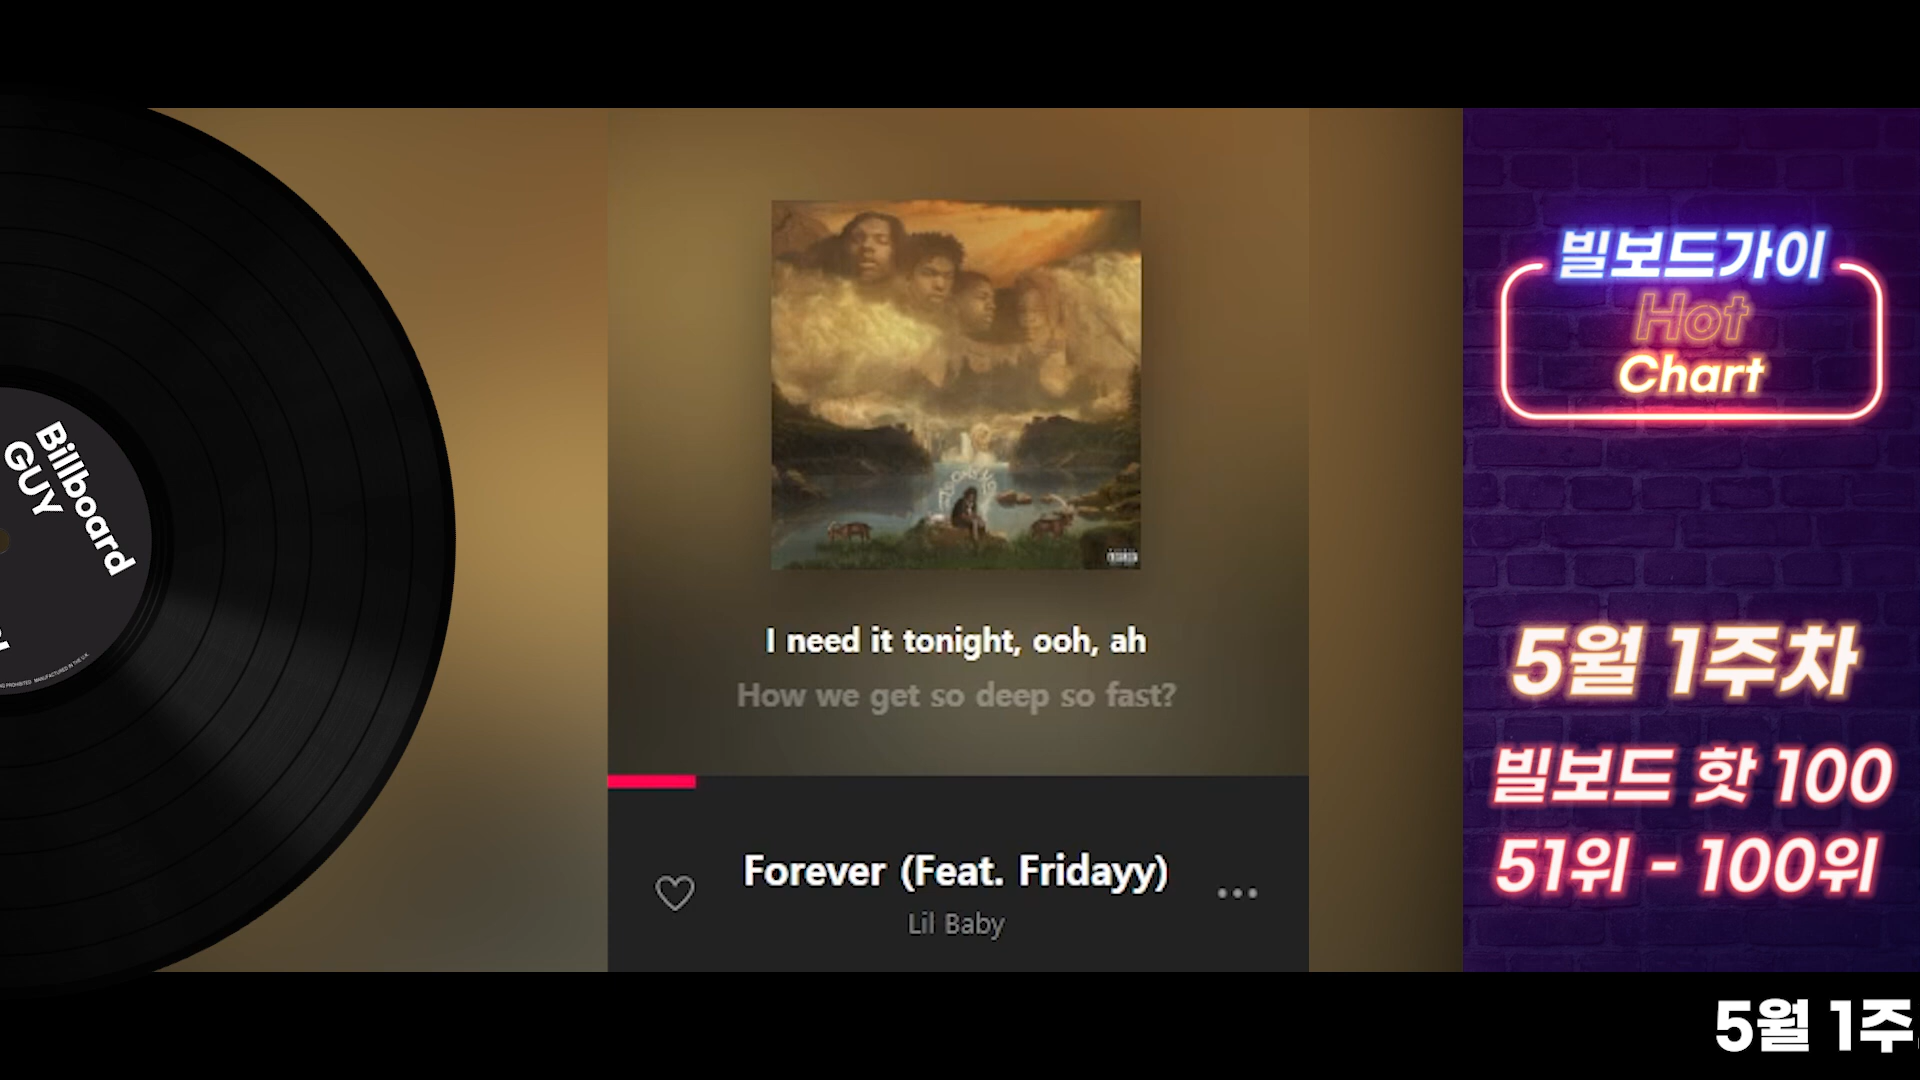 Billboard
GUY
I need it tonight, ooh, ah
How we get so deep so fast?
Forever (Feat. Fridayy)
Lil Baby
빌보드가이
Hot
Chart
5월 1주차
빌보드 핫 100
51위 - 100위
5월 1주